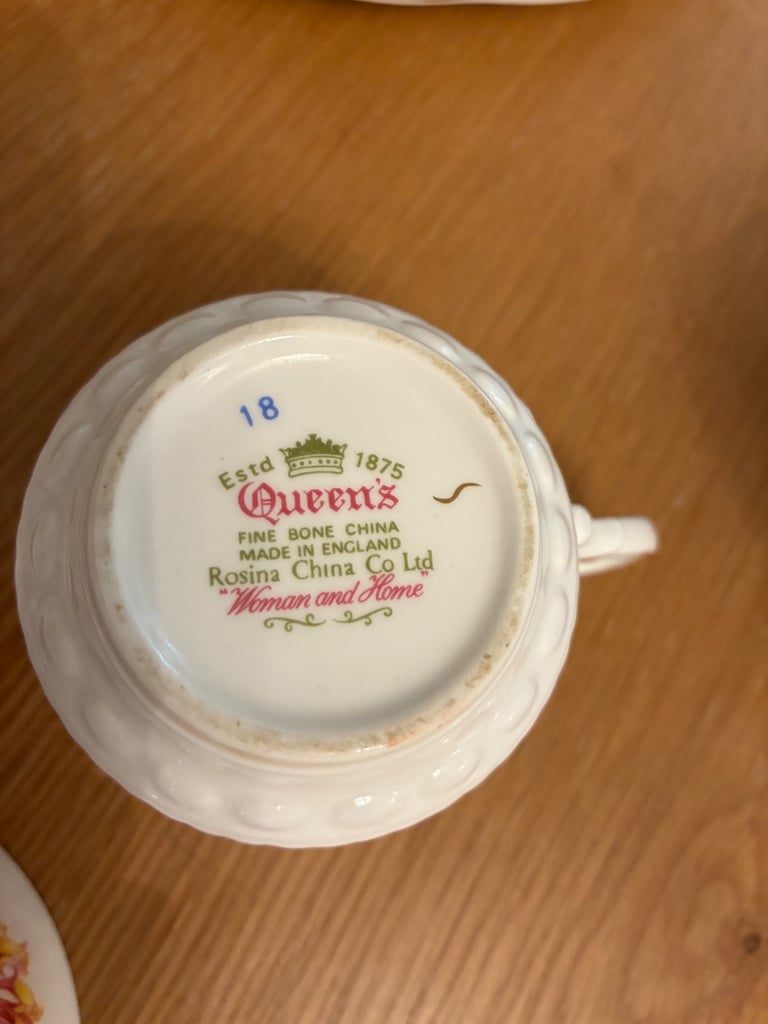 18
Estd 1875
Queen's
FINE BONE CHINA
MADE IN ENGLAND
Rosina China Co Ltd
"Woman and Home"